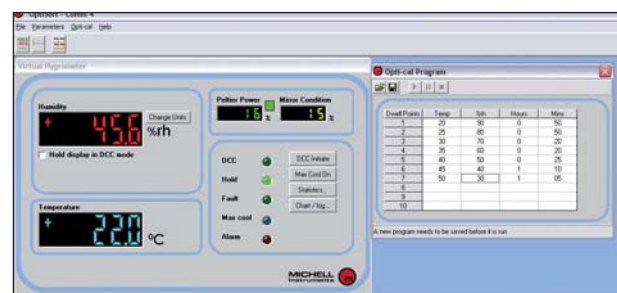 OptiSoft - Comm 4
File Parameters Opti-cal Help
Virtual Hygrometer
Humidity
+ 45.6 %rh
Change Units
Hold display in DCC mode
Temperature
+ 22.0 °C
Peltier Power Mirror Condition
16 % 15 %
DCC DCC Initiate
Hold Max Cool On
Fault Statistics...
Max cool Chart / log...
Alarm
MICHELL
Instruments
Opti-cal Program
Dwell Points Temp %rh Hours Mins
1 20 90 0 50
2 25 80 0 50
3 30 70 0 20
4 35 60 0 20
5 40 50 0 25
6 45 40 1 10
7 50 30 1 05
8
9
10
A new program needs to be saved before it is run